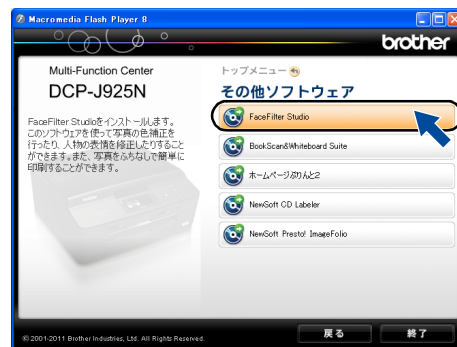 Macromedia Flash Player 8
brother
Multi-Function Center
DCP-J925N
FaceFilter Studioをインストールします。
このソフトウェアを使って写真の色補正を
行ったり、人物の表情を修正したりすること
ができます。また、写真をふちなしで簡単に
印刷することができます。
トップメニュー
その他ソフトウェア
FaceFilter Studio
BookScan&Whiteboard Suite
ホームページぷりんと2
NewSoft CD Labeler
NewSoft Presto! ImageFolio
© 2001-2011 Brother Industries, Ltd. All Rights Reserved.
戻る
終了